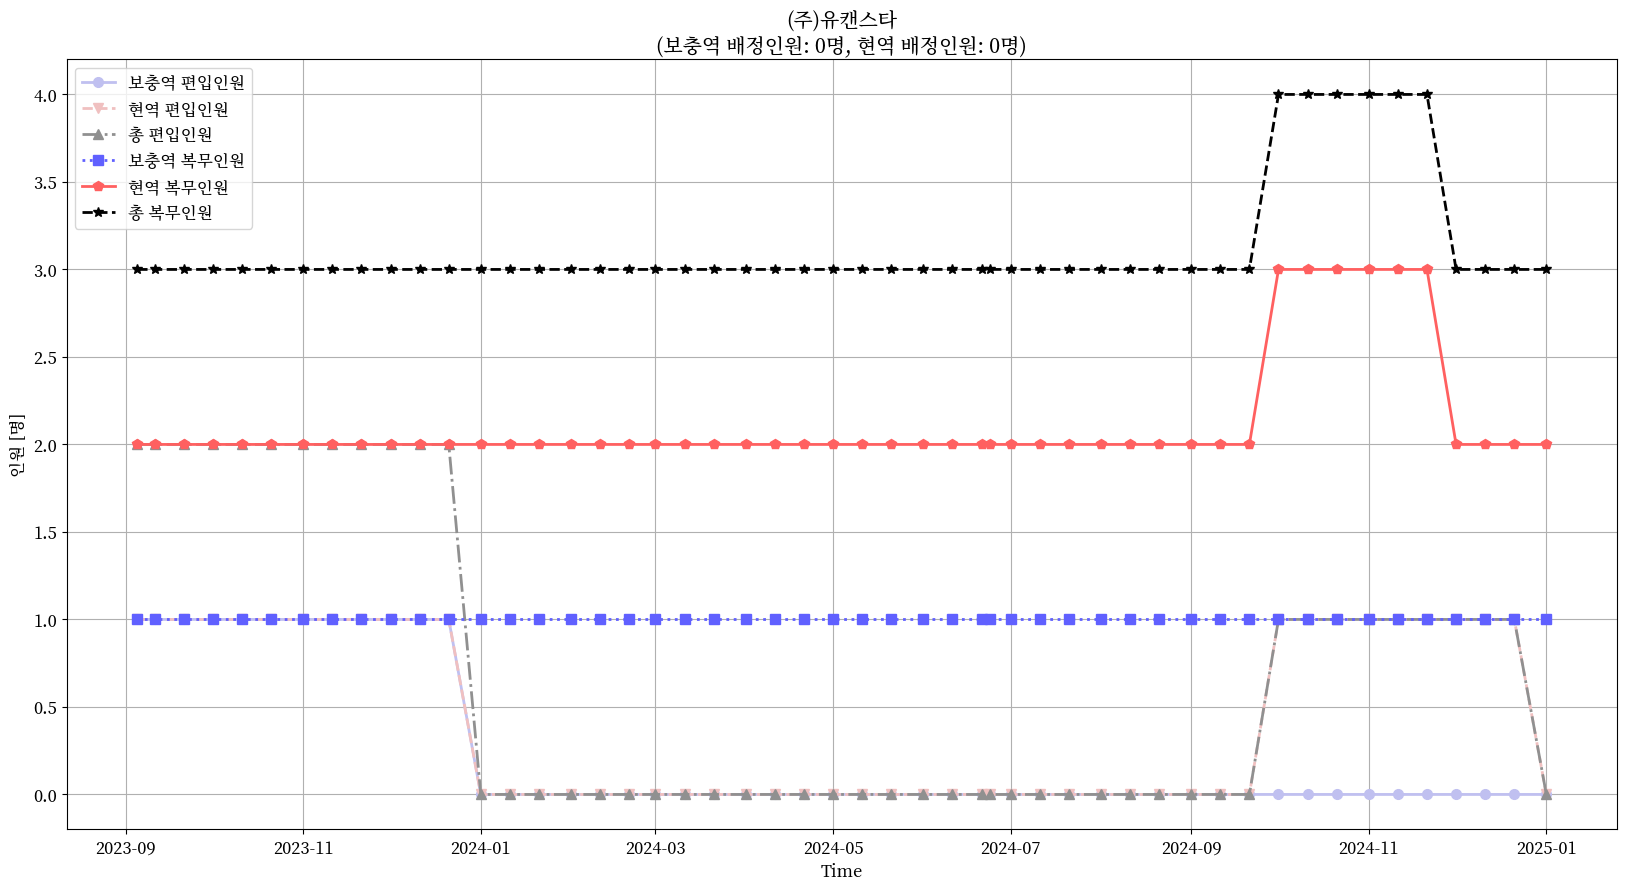 (주)유캔스타
(보충역 배정인원: 0명, 현역 배정인원: 0명)
보충역 편입인원
현역 편입인원
총 편입인원
보충역 복무인원
현역 복무인원
총 복무인원
4.0
3.5
3.0
2.5
2.0
1.5
1.0
0.5
0.0
인원 [명]
2023-09 2023-11 2024-01 2024-03 2024-05 2024-07 2024-09 2024-11 2025-01
Time